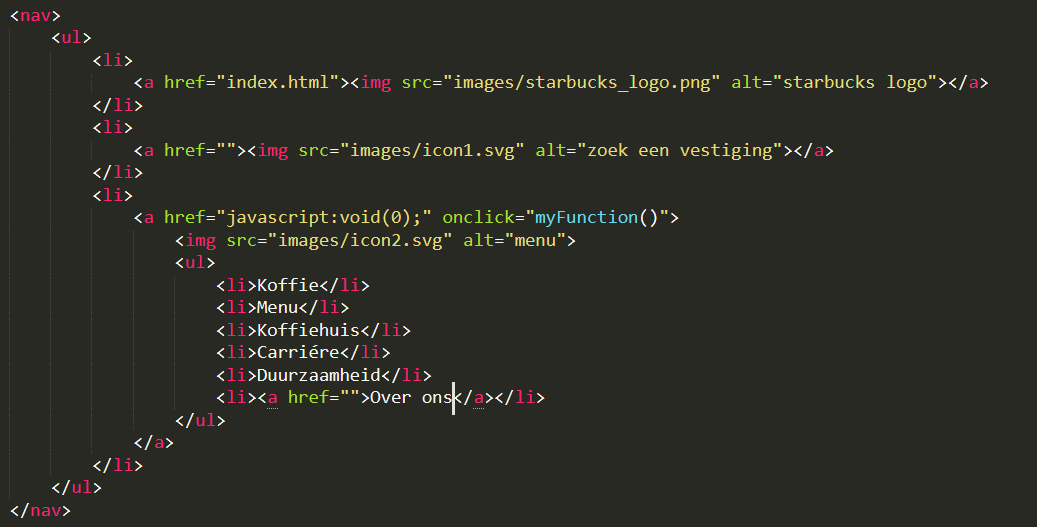 <nav>
    <ul>
        <li>
            <a href="index.html"><img src="images/starbucks_logo.png" alt="starbucks logo"></a>
        </li>
        <li>
            <a href=""><img src="images/icon1.svg" alt="zoek een vestiging"></a>
        </li>
        <li>
            <a href="javascript:void(0);" onclick="myFunction()">
                <img src="images/icon2.svg" alt="menu">
                <ul>
                    <li>Koffie</li>
                    <li>Menu</li>
                    <li>Koffiehuis</li>
                    <li>Carriére</li>
                    <li>Duurzaamheid</li>
                    <li><a href="">Over ons</a></li>
                </ul>
            </a>
        </li>
    </ul>
</nav>